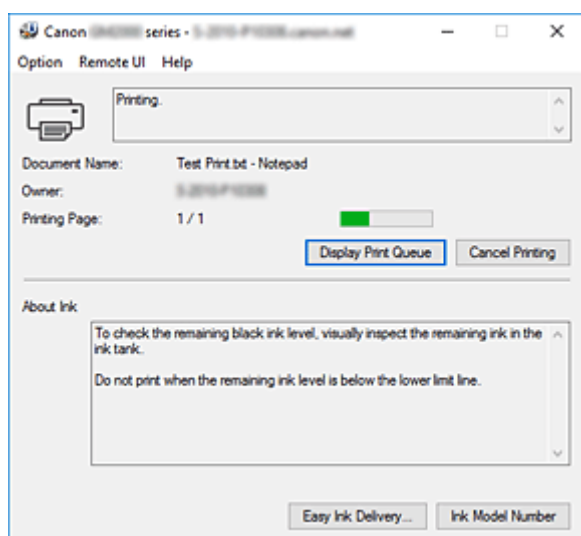 Canon series -
Option Remote UI Help
Printing.
Document Name: Test Print.txt - Notepad
Owner:
Printing Page: 1 / 1
Display Print Queue Cancel Printing
About Ink
To check the remaining black ink level, visually inspect the remaining ink in the
ink tank.
Do not print when the remaining ink level is below the lower limit line.
Easy Ink Delivery... Ink Model Number